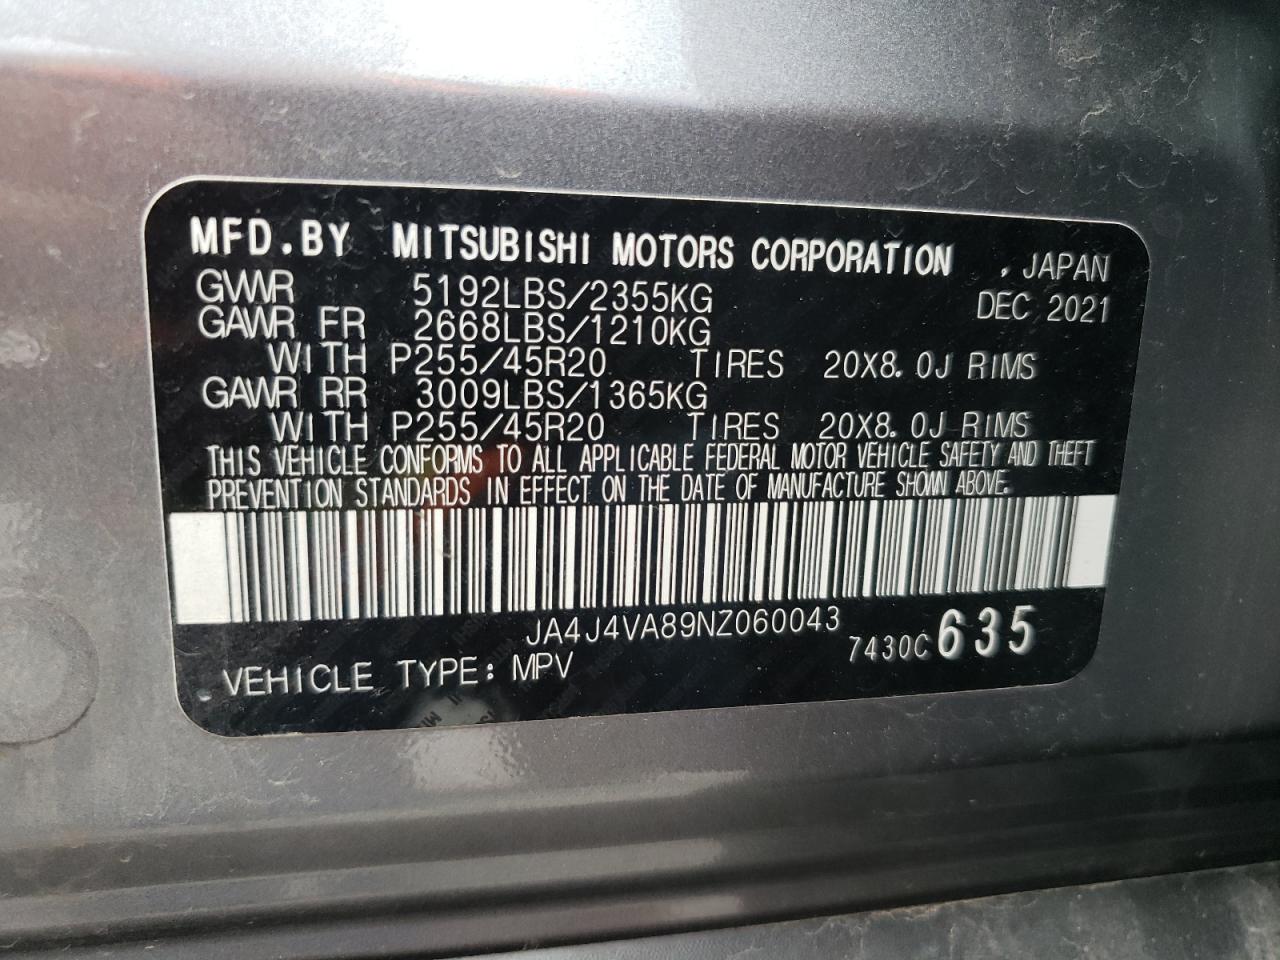 MFD.BY MITSUBISHI MOTORS CORPORATION , JAPAN
GVWR 5192LBS/2355KG DEC 2021
GAWR FR 2668LBS/1210KG
WITH P255/45R20 TIRES 20X8.0J RIMS
GAWR RR 3009LBS/1365KG
WITH P255/45R20 TIRES 20X8.0J RIMS
THIS VEHICLE CONFORMS TO ALL APPLICABLE FEDERAL MOTOR VEHICLE SAFETY AND THEFT
PREVENTION STANDARDS IN EFFECT ON THE DATE OF MANUFACTURE SHOWN ABOVE.
JA4J4VA89NZ060043 7430C 635
VEHICLE TYPE: MPV